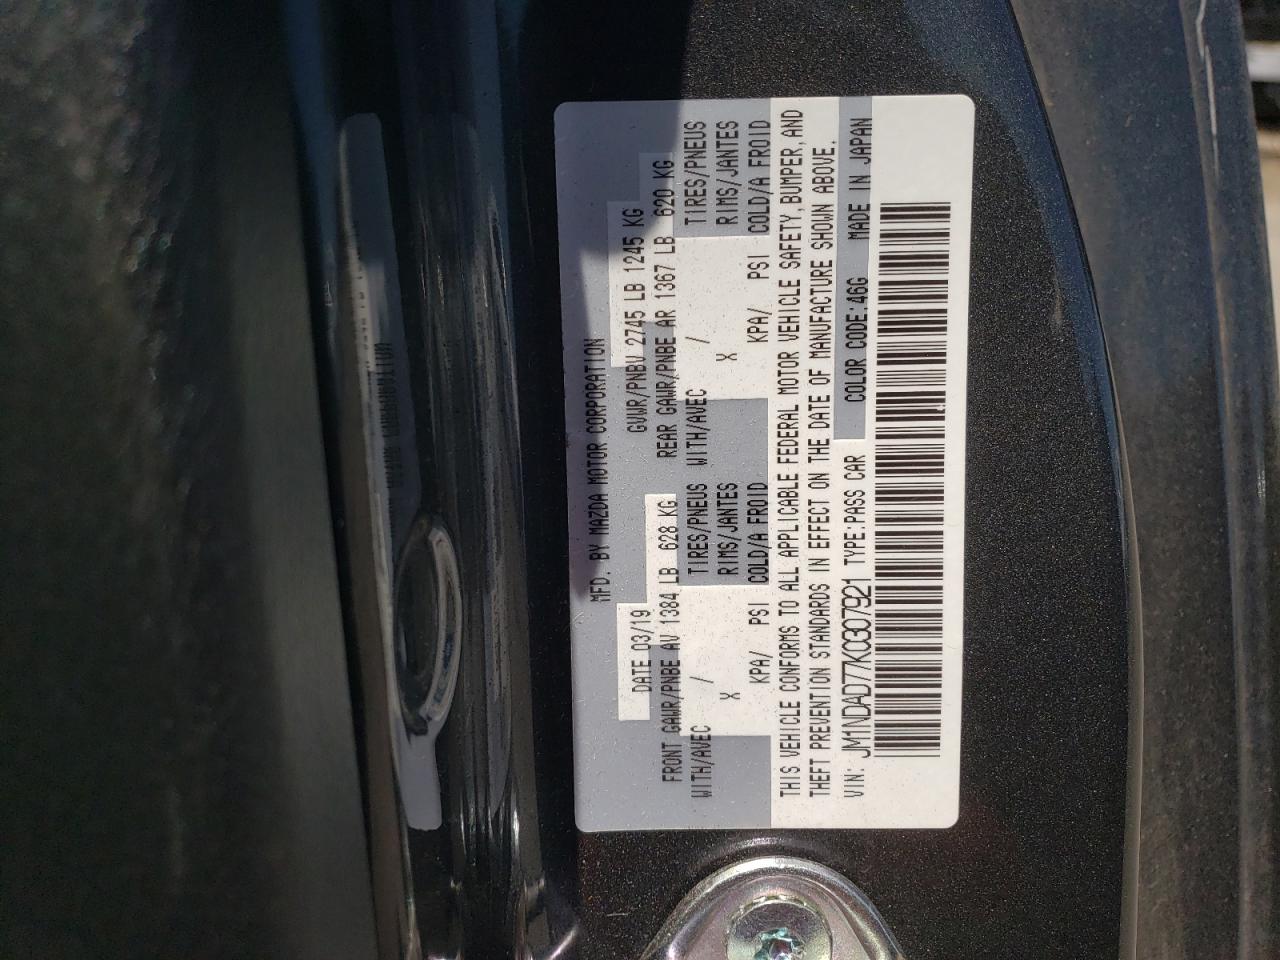 MFD. BY MAZDA MOTOR CORPORATION
DATE 03/19 GVWR/PNBV 2745 LB 1245 KG
FRONT GAWR/PNBE AV 1384 LB 628 KG REAR GAWR/PNBE AR 1367 LB 620 KG
WITH/AVEC / TIRES/PNEUS WITH/AVEC / TIRES/PNEUS
X RIMS/JANTES X RIMS/JANTES
KPA/ PSI COLD/A FROID KPA/ PSI COLD/A FROID
THIS VEHICLE CONFORMS TO ALL APPLICABLE FEDERAL MOTOR VEHICLE SAFETY, BUMPER, AND
THEFT PREVENTION STANDARDS IN EFFECT ON THE DATE OF MANUFACTURE SHOWN ABOVE.
VIN: JM1NDAD77K0307921 TYPE:PASS CAR COLOR CODE:46G MADE IN JAPAN